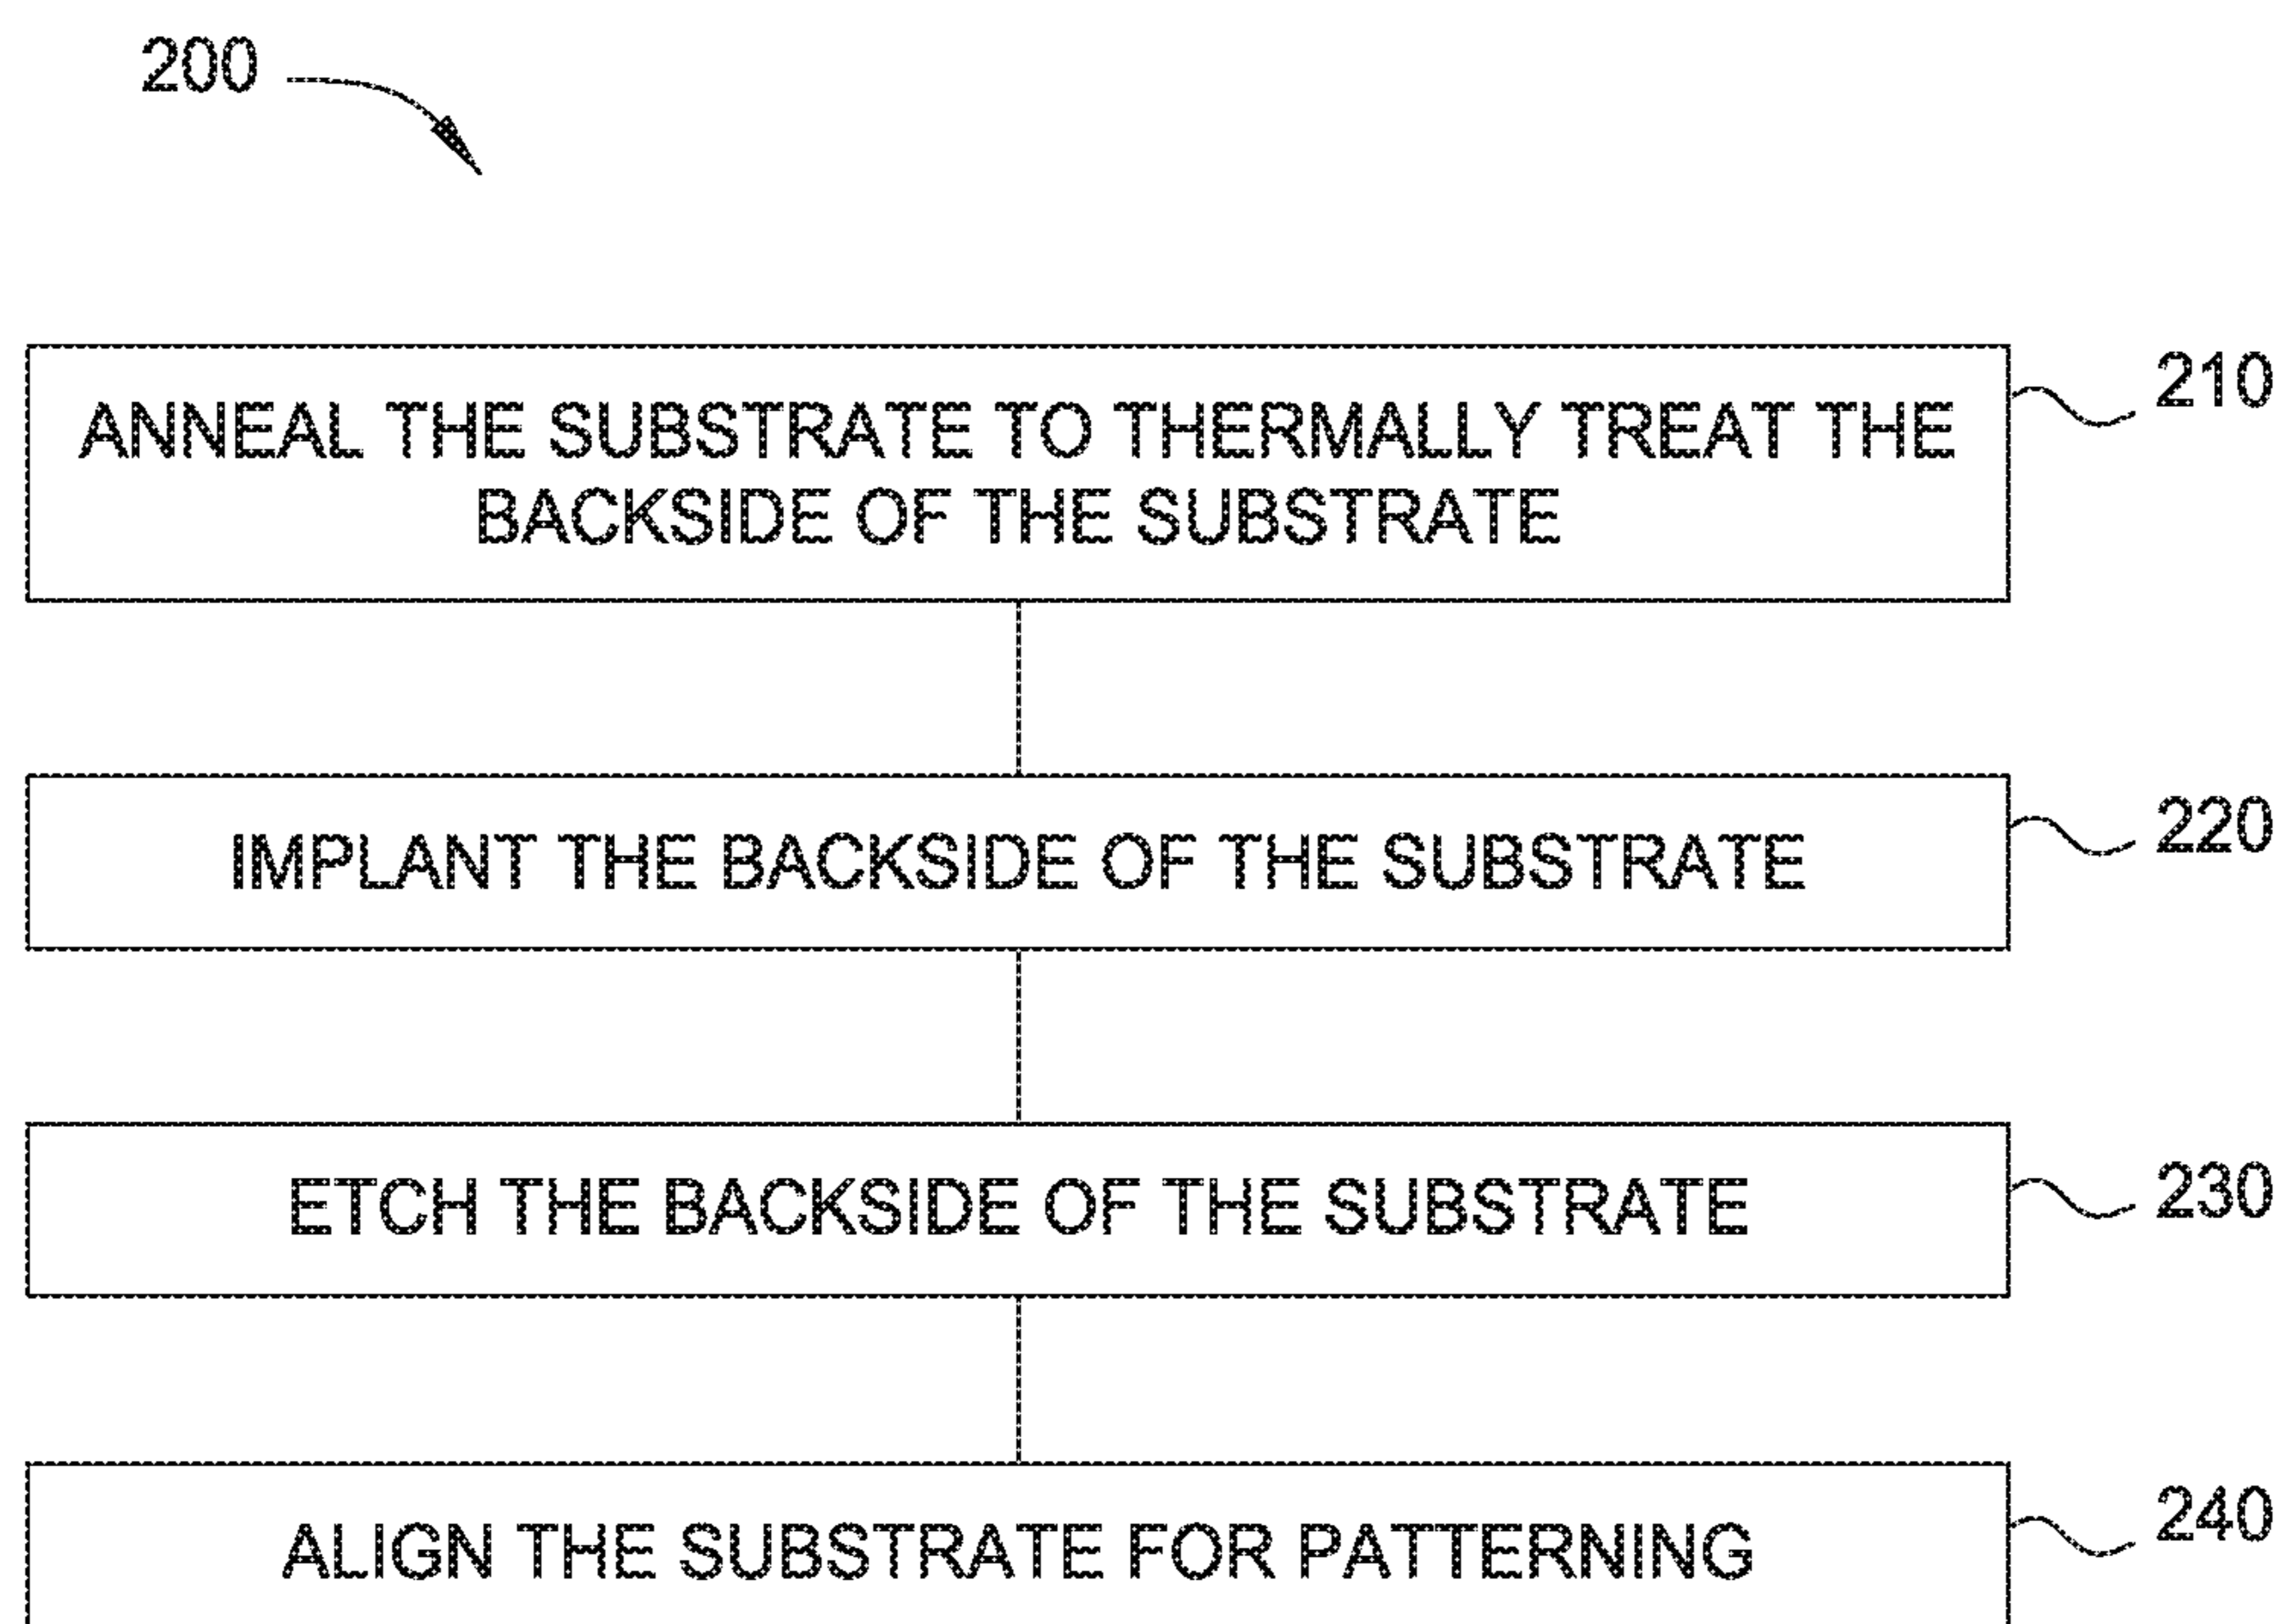 200
ANNEAL THE SUBSTRATE TO THERMALLY TREAT THE
BACKSIDE OF THE SUBSTRATE
210
IMPLANT THE BACKSIDE OF THE SUBSTRATE
220
ETCH THE BACKSIDE OF THE SUBSTRATE
230
ALIGN THE SUBSTRATE FOR PATTERNING
240